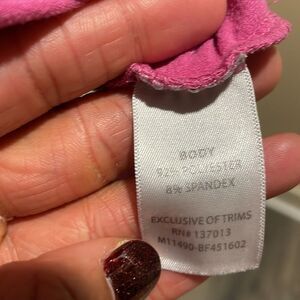 BODY
92% POLYESTER
8% SPANDEX
EXCLUSIVE OF TRIMS
RN# 137013
M11490-BF451602